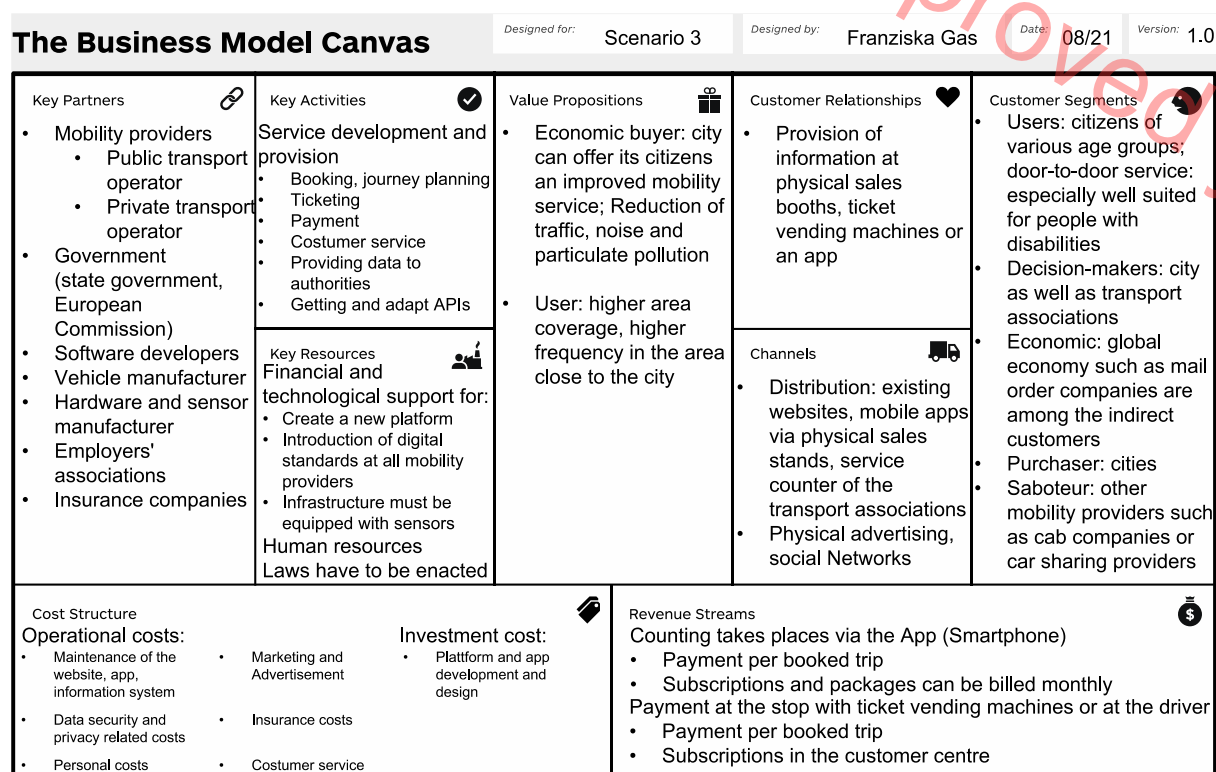 The Business Model Canvas
Designed for:
Scenario 3
Designed by:
Franziska Gas
Date:
08/21
Version:
1.0
Key Partners
• Mobility providers
• Public transport
operator
• Private transport
operator
• Government
(state government,
European
Commission)
• Software developers
• Vehicle manufacturer
• Hardware and sensor
manufacturer
• Employers'
associations
• Insurance companies
Key Activities
Service development and
provision
• Booking, journey planning
• Ticketing
• Payment
• Costumer service
• Providing data to
authorities
• Getting and adapt APIs
Key Resources
Financial and
technological support for:
• Create a new platform
• Introduction of digital
standards at all mobility
providers
• Infrastructure must be
equipped with sensors
Human resources
Laws have to be enacted
Value Propositions
• Economic buyer: city
can offer its citizens
an improved mobility
service; Reduction of
traffic, noise and
particulate pollution
• User: higher area
coverage, higher
frequency in the area
close to the city
Customer Relationships
• Provision of
information at
physical sales
booths, ticket
vending machines or
an app
Channels
• Distribution: existing
websites, mobile apps
via physical sales
stands, service
counter of the
transport associations
• Physical advertising,
social Networks
Customer Segments
• Users: citizens of
various age groups;
door-to-door service:
especially well suited
for people with
disabilities
• Decision-makers: city
as well as transport
associations
• Economic: global
economy such as mail
order companies are
among the indirect
customers
• Purchaser: cities
• Saboteur: other
mobility providers such
as cab companies or
car sharing providers
Cost Structure
Operational costs:
• Maintenance of the
website, app,
information system
• Data security and
privacy related costs
• Personal costs
• Marketing and
Advertisement
• Insurance costs
• Costumer service
Investment cost:
• Plattform and app
development and
design
Revenue Streams
$
Counting takes places via the App (Smartphone)
• Payment per booked trip
• Subscriptions and packages can be billed monthly
Payment at the stop with ticket vending machines or at the driver
• Payment per booked trip
• Subscriptions in the customer centre